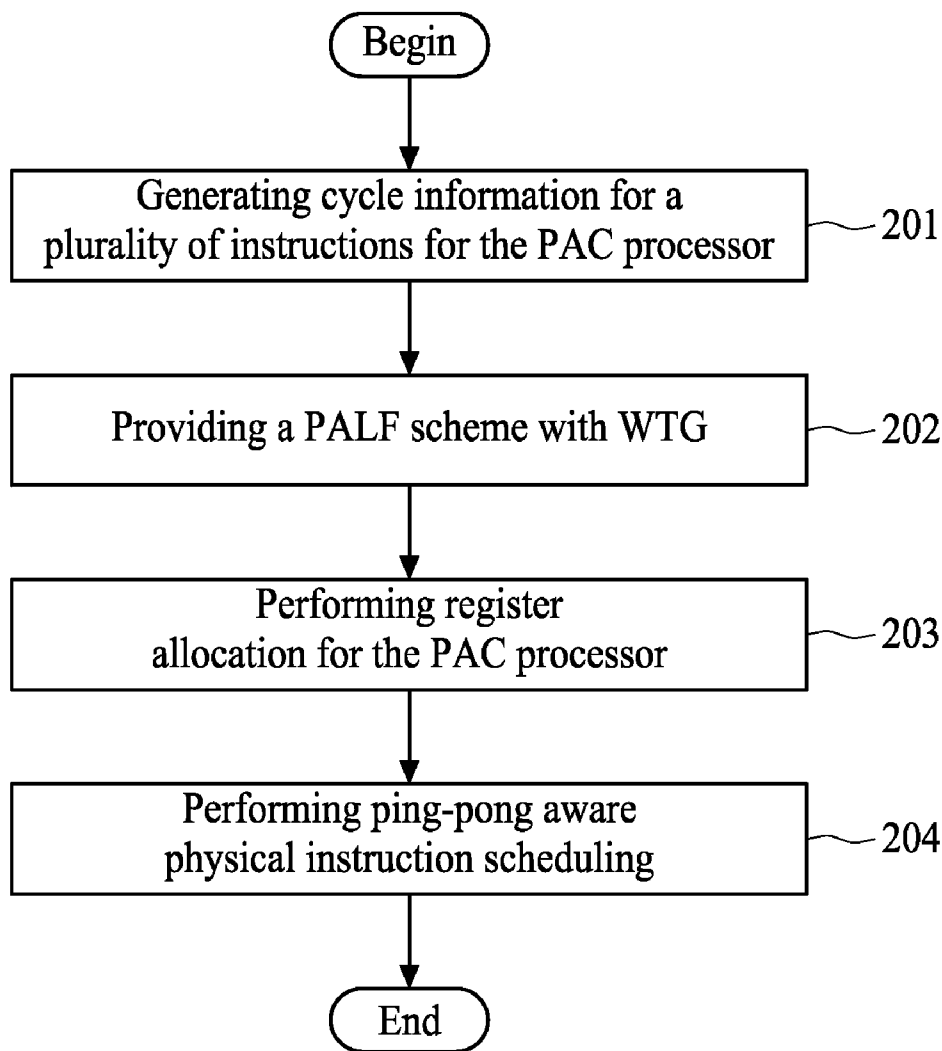 Begin
Generating cycle information for a
plurality of instructions for the PAC processor
201
Providing a PALF scheme with WTG
202
Performing register
allocation for the PAC processor
203
Performing ping-pong aware
physical instruction scheduling
204
End